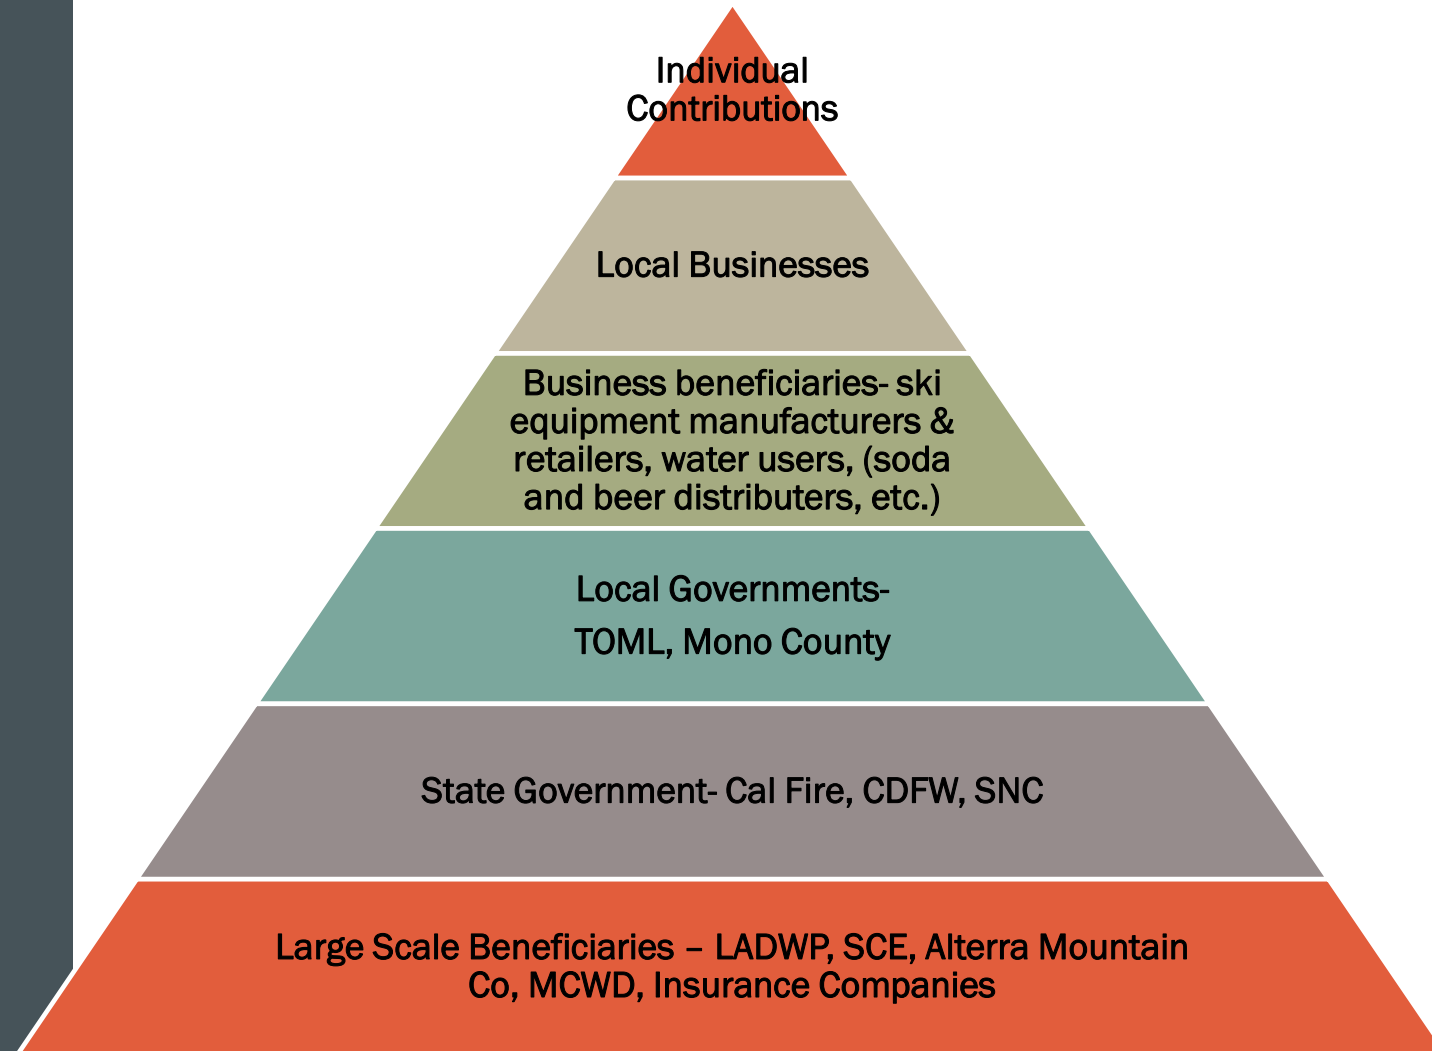 Individual
Contributions
Local Businesses
Business beneficiaries- ski
equipment manufacturers &
retailers, water users, (soda
and beer distributers, etc.)
Local Governments-
TOML, Mono County
State Government- Cal Fire, CDFW, SNC
Large Scale Beneficiaries – LADWP, SCE, Alterra Mountain
Co, MCWD, Insurance Companies